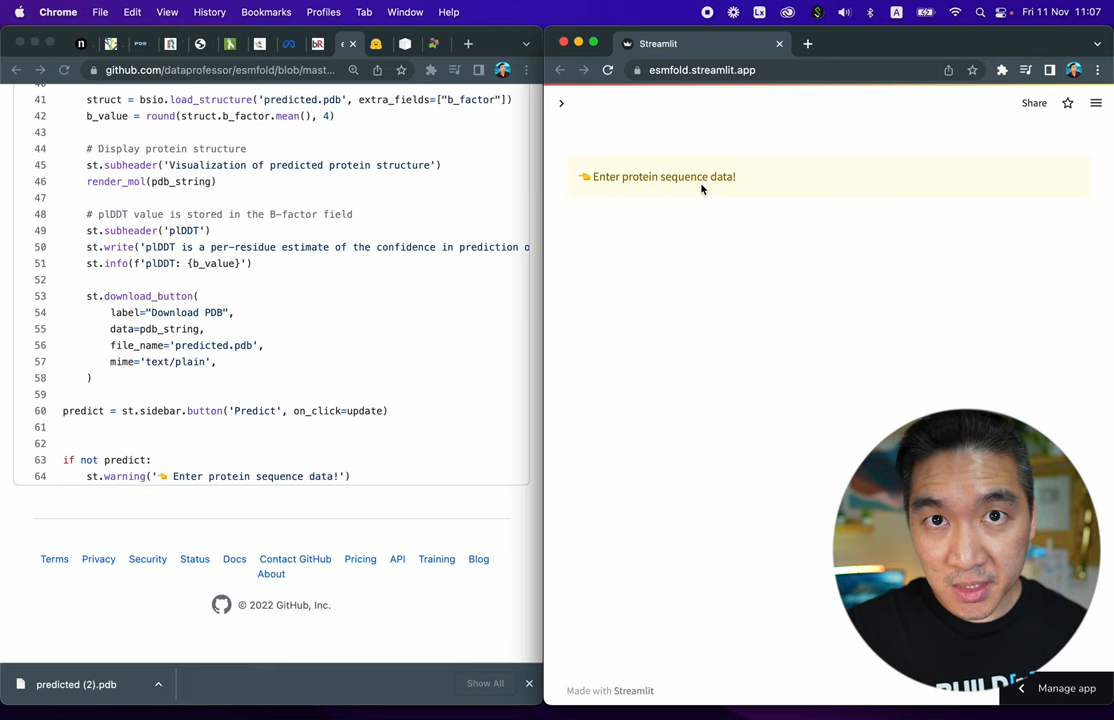 Chrome File Edit View History Bookmarks Profiles Tab Window Help
Lx
A
Fri 11 Nov 11:07
n
PDB
bR
github.com/dataprofessor/esmfold/blob/mast...
41 struct = bsio.load_structure('predicted.pdb', extra_fields=["b_factor"])
42 b_value = round(struct.b_factor.mean(), 4)
43
44 # Display protein structure
45 st.subheader('Visualization of predicted protein structure')
46 render_mol(pdb_string)
47
48 # plDDT value is stored in the B-factor field
49 st.subheader('plDDT')
50 st.write('plDDT is a per-residue estimate of the confidence in prediction o
51 st.info(f'plDDT: {b_value}')
52
53 st.download_button(
54 label="Download PDB",
55 data=pdb_string,
56 file_name='predicted.pdb',
57 mime='text/plain',
58 )
59
60 predict = st.sidebar.button('Predict', on_click=update)
61
62
63 if not predict:
64 st.warning('👈 Enter protein sequence data!')
Terms Privacy Security Status Docs Contact GitHub Pricing API Training Blog
About
© 2022 GitHub, Inc.
predicted (2).pdb
Show All
Streamlit
esmfold.streamlit.app
Share
👈 Enter protein sequence data!
Made with Streamlit
Manage app